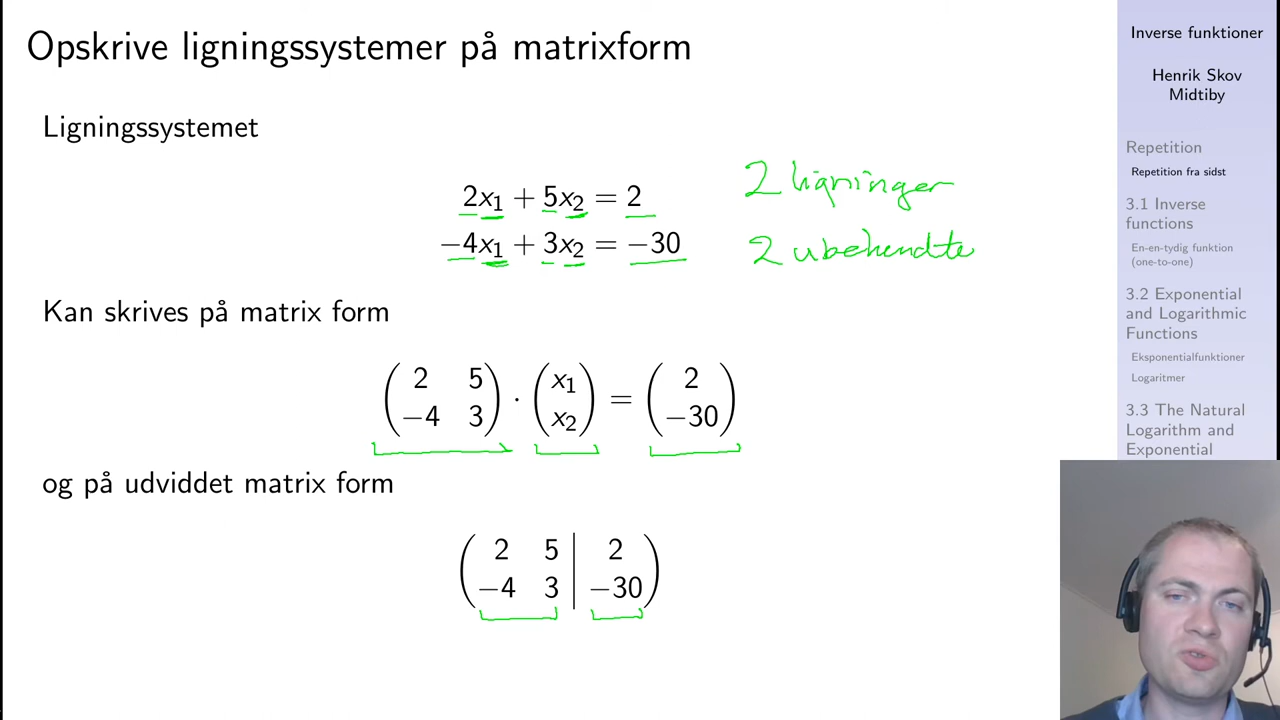 Opskrive ligningssystemer på matrixform
Ligningssystemet
2x₁ + 5x₂ = 2
−4x₁ + 3x₂ = −30
2 ligninger
2 ubekendte
Kan skrives på matrix form
( 2 5 ) · ( x₁ ) = ( 2 )
( −4 3 ) ( x₂ ) ( −30 )
og på udviddet matrix form
( 2 5 | 2 )
( −4 3 | −30 )
Inverse funktioner
Henrik Skov
Midtiby
Repetition
Repetition fra sidst
3.1 Inverse
functions
En-en-tydig funktion
(one-to-one)
3.2 Exponential
and Logarithmic
Functions
Eksponentialfunktioner
Logaritmer
3.3 The Natural
Logarithm and
Exponential